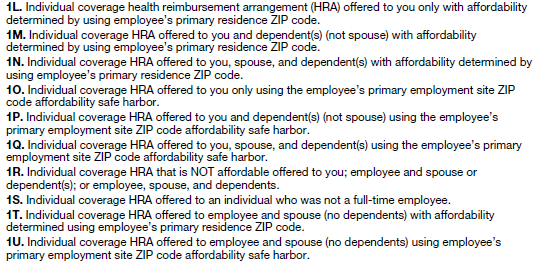 1L. Individual coverage health reimbursement arrangement (HRA) offered to you only with affordability
determined by using employee's primary residence ZIP code.
1M. Individual coverage HRA offered to you and dependent(s) (not spouse) with affordability
determined by using employee's primary residence ZIP code.
1N. Individual coverage HRA offered to you, spouse, and dependent(s) with affordability determined by
using employee's primary residence ZIP code.
1O. Individual coverage HRA offered to you only using the employee's primary employment site ZIP
code affordability safe harbor.
1P. Individual coverage HRA offered to you and dependent(s) (not spouse) using the employee's
primary employment site ZIP code affordability safe harbor.
1Q. Individual coverage HRA offered to you, spouse, and dependent(s) using the employee's primary
employment site ZIP code affordability safe harbor.
1R. Individual coverage HRA that is NOT affordable offered to you; employee and spouse or
dependent(s); or employee, spouse, and dependents.
1S. Individual coverage HRA offered to an individual who was not a full-time employee.
1T. Individual coverage HRA offered to employee and spouse (no dependents) with affordability
determined using employee's primary residence ZIP code.
1U. Individual coverage HRA offered to employee and spouse (no dependents) using employee's
primary employment site ZIP code affordability safe harbor.